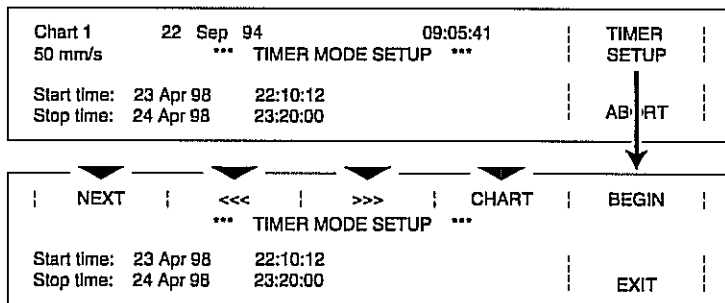 Chart 1 22 Sep 94 09:05:41 TIMER
50 mm/s *** TIMER MODE SETUP *** SETUP
Start time: 23 Apr 98 22:10:12
Stop time: 24 Apr 98 23:20:00 ABORT
NEXT <<< >>> CHART BEGIN
*** TIMER MODE SETUP ***
Start time: 23 Apr 98 22:10:12
Stop time: 24 Apr 98 23:20:00 EXIT